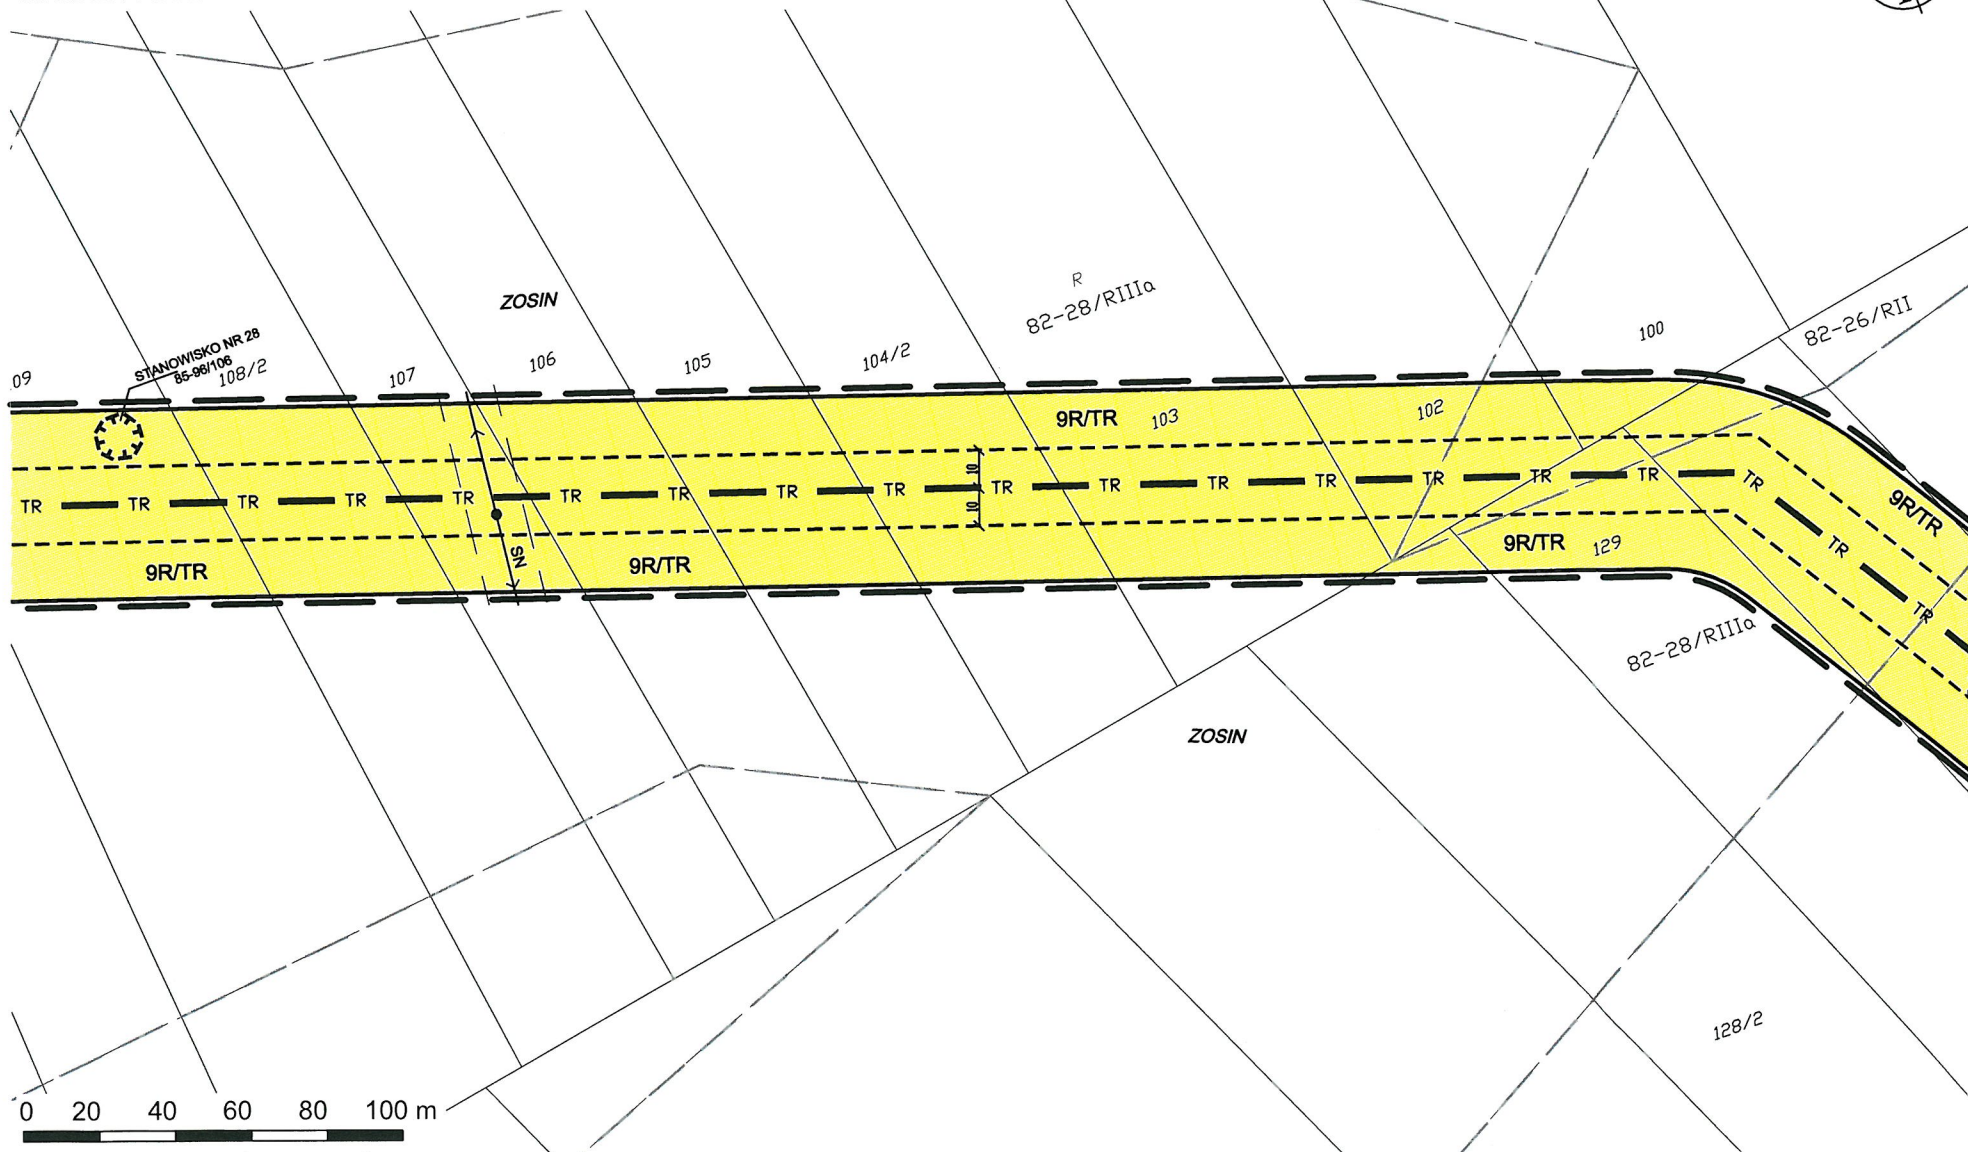 R
82-28/RIIIa
ZOSIN
82-26/RII
100
STANOWISKO NR 28
85-96/106
.09
108/2
107
106
105
104/2
9R/TR
103
102
10
10
TR TR TR TR TR TR TR TR TR TR TR TR TR TR TR TR TR TR TR
9R/TR
SN
9R/TR
9R/TR
9R/TR
129
82-28/RIIIa
ZOSIN
128/2
0 20 40 60 80 100 m